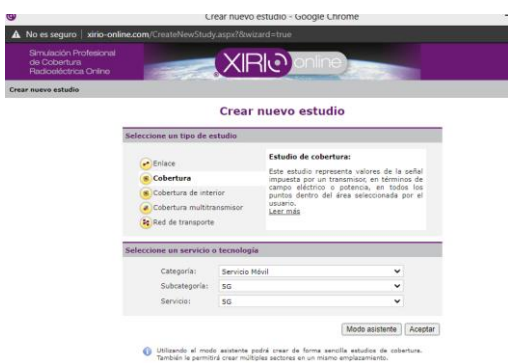 Crear nuevo estudio - Google Chrome
No es seguro | xirio-online.com/CreateNewStudy.aspx?&wizard=true
Simulación Profesional
de Cobertura
Radioeléctrica Online
XIRIO online
Crear nuevo estudio
Crear nuevo estudio
Seleccione un tipo de estudio
Enlace
Cobertura
Cobertura de interior
Cobertura multitransmisor
Red de transporte
Estudio de cobertura:
Este estudio representa valores de la señal
impuesta por un transmisor, en términos de
campo eléctrico o potencia, en todos los
puntos dentro del área seleccionada por el
usuario.
Leer más
Seleccione un servicio o tecnología
Categoría: Servicio Móvil
Subcategoría: 5G
Servicio: 5G
Modo asistente Aceptar
Utilizando el modo asistente podrá crear de forma sencilla estudios de cobertura.
También le permitirá crear múltiples sectores en un mismo emplazamiento.